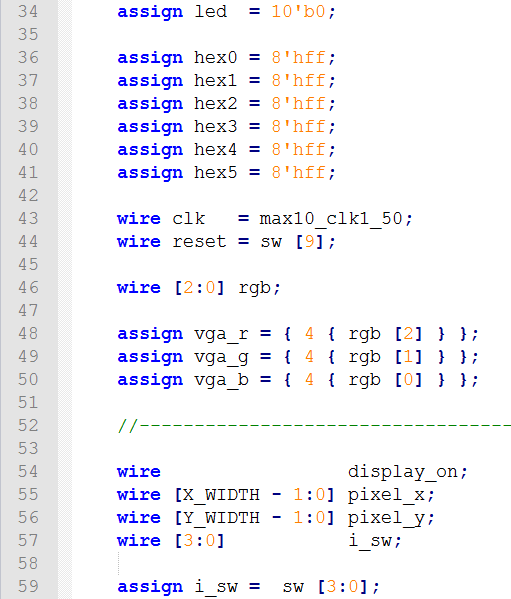 34 assign led  = 10'b0;
35
36 assign hex0 = 8'hff;
37 assign hex1 = 8'hff;
38 assign hex2 = 8'hff;
39 assign hex3 = 8'hff;
40 assign hex4 = 8'hff;
41 assign hex5 = 8'hff;
42
43 wire clk   = max10_clk1_50;
44 wire reset = sw [9];
45
46 wire [2:0] rgb;
47
48 assign vga_r = { 4 { rgb [2] } };
49 assign vga_g = { 4 { rgb [1] } };
50 assign vga_b = { 4 { rgb [0] } };
51
52 //----------------------------------
53
54 wire                 display_on;
55 wire [X_WIDTH - 1:0] pixel_x;
56 wire [Y_WIDTH - 1:0] pixel_y;
57 wire [3:0]           i_sw;
58
59 assign i_sw =  sw [3:0];